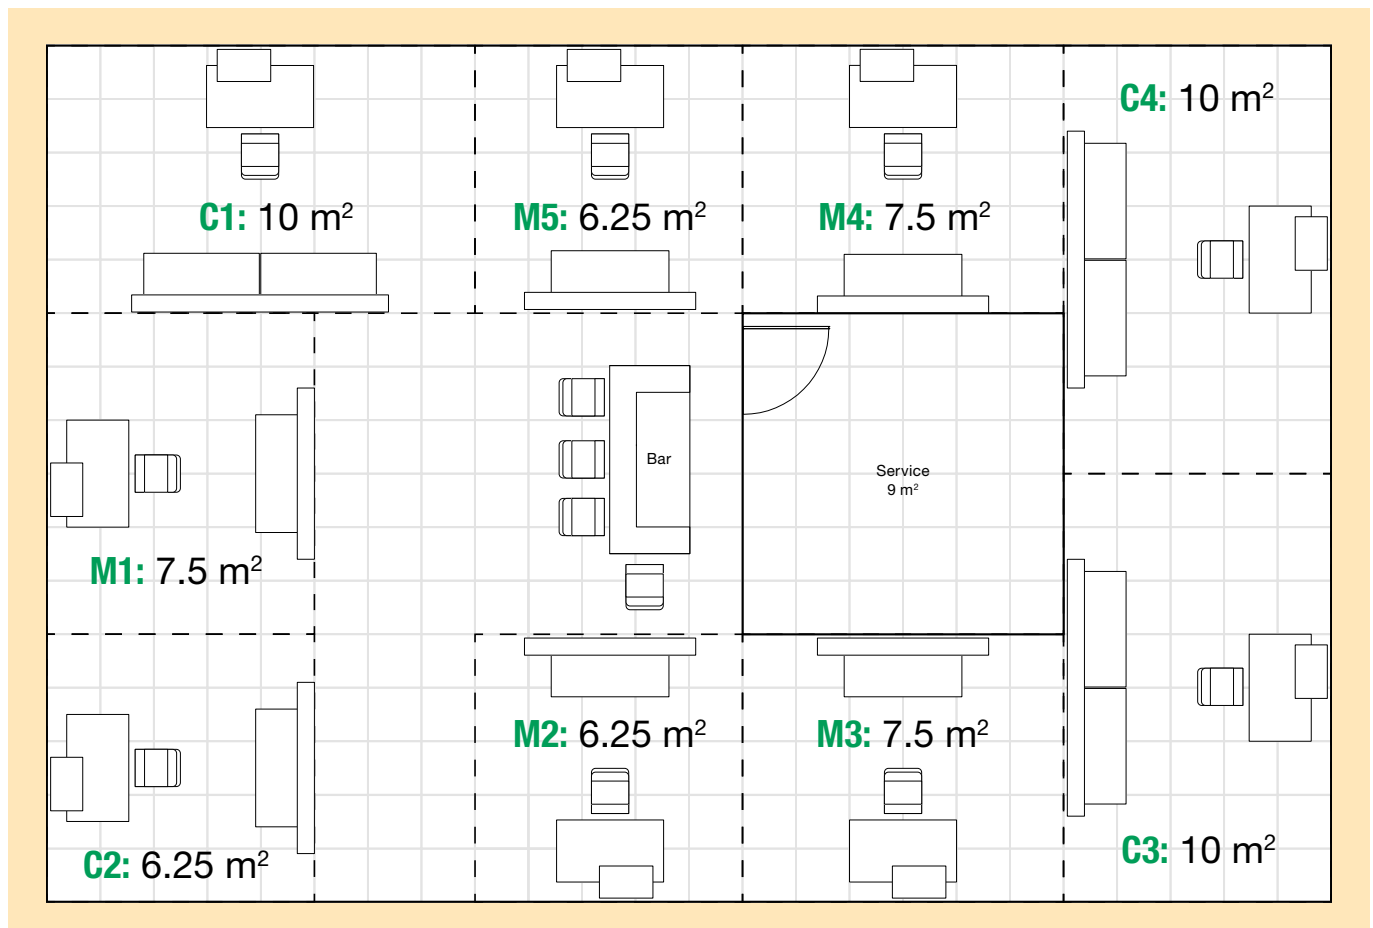 C4: 10 m²
C1: 10 m²
M5: 6.25 m²
M4: 7.5 m²
Bar
Service
9 m²
M1: 7.5 m²
M2: 6.25 m²
M3: 7.5 m²
C2: 6.25 m²
C3: 10 m²